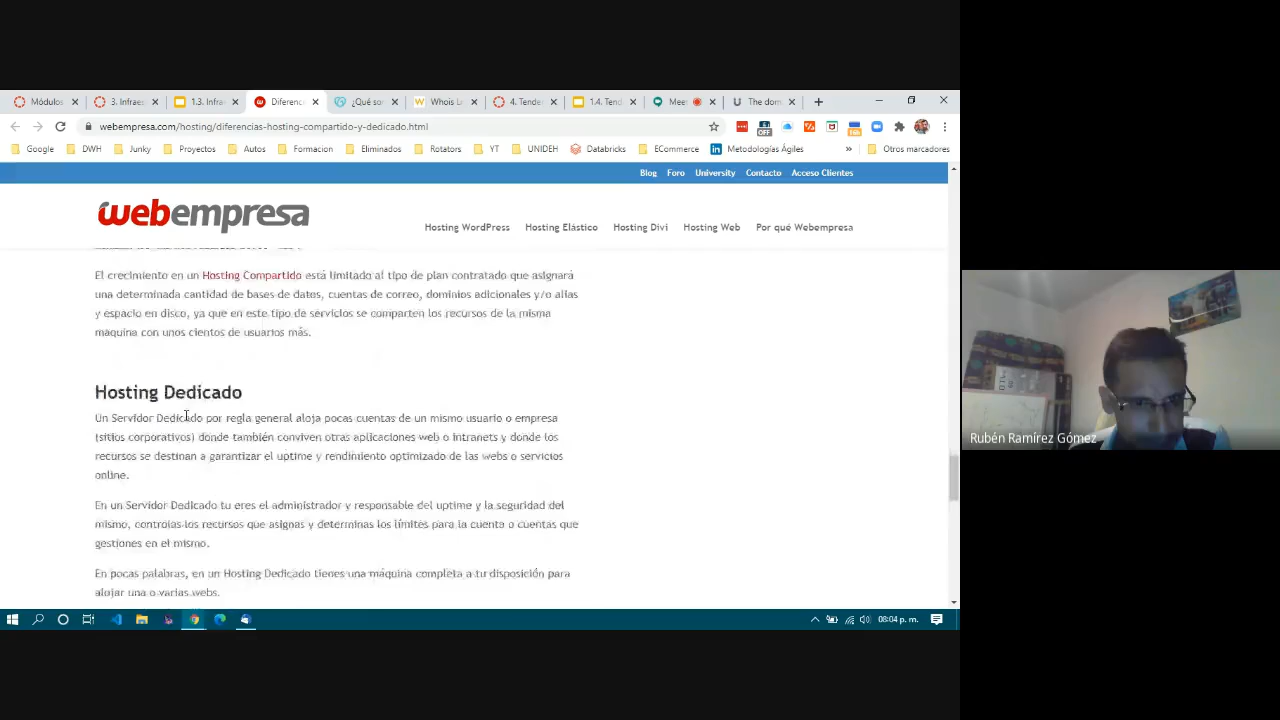 Módulos
3. Infraes
1.3. Infra
Diferenc
¿Qué so
Whois L
4. Tender
1.4. Tend
Meet
The dom
webempresa.com/hosting/diferencias-hosting-compartido-y-dedicado.html
OFF
Google
DWH
Junky
Proyectos
Autos
Formacion
Eliminados
Rotators
YT
UNIDEH
Databricks
ECommerce
Metodologías Ágiles
»
Otros marcadores
Blog
Foro
University
Contacto
Acceso Clientes
webempresa
Hosting WordPress
Hosting Elástico
Hosting Divi
Hosting Web
Por qué Webempresa
El crecimiento en un Hosting Compartido está limitado al tipo de plan contratado que asignará
una determinada cantidad de bases de datos, cuentas de correo, dominios adicionales y/o alias
y espacio en disco, ya que en este tipo de servicios se comparten los recursos de la misma
maquina con unos cientos de usuarios más.
Hosting Dedicado
Un Servidor Dedicado por regla general aloja pocas cuentas de un mismo usuario o empresa
(sitios corporativos) donde también conviven otras aplicaciones web o intranets y donde los
recursos se destinan a garantizar el uptime y rendimiento optimizado de las webs o servicios
online.
En un Servidor Dedicado tu eres el administrador y responsable del uptime y la seguridad del
mismo, controlas los recursos que asignas y determinas los límites para la cuenta o cuentas que
gestiones en el mismo.
En pocas palabras, en un Hosting Dedicado tienes una máquina completa a tu disposición para
alojar una o varias webs.
Rubén Ramírez Gómez
08:04 p. m.